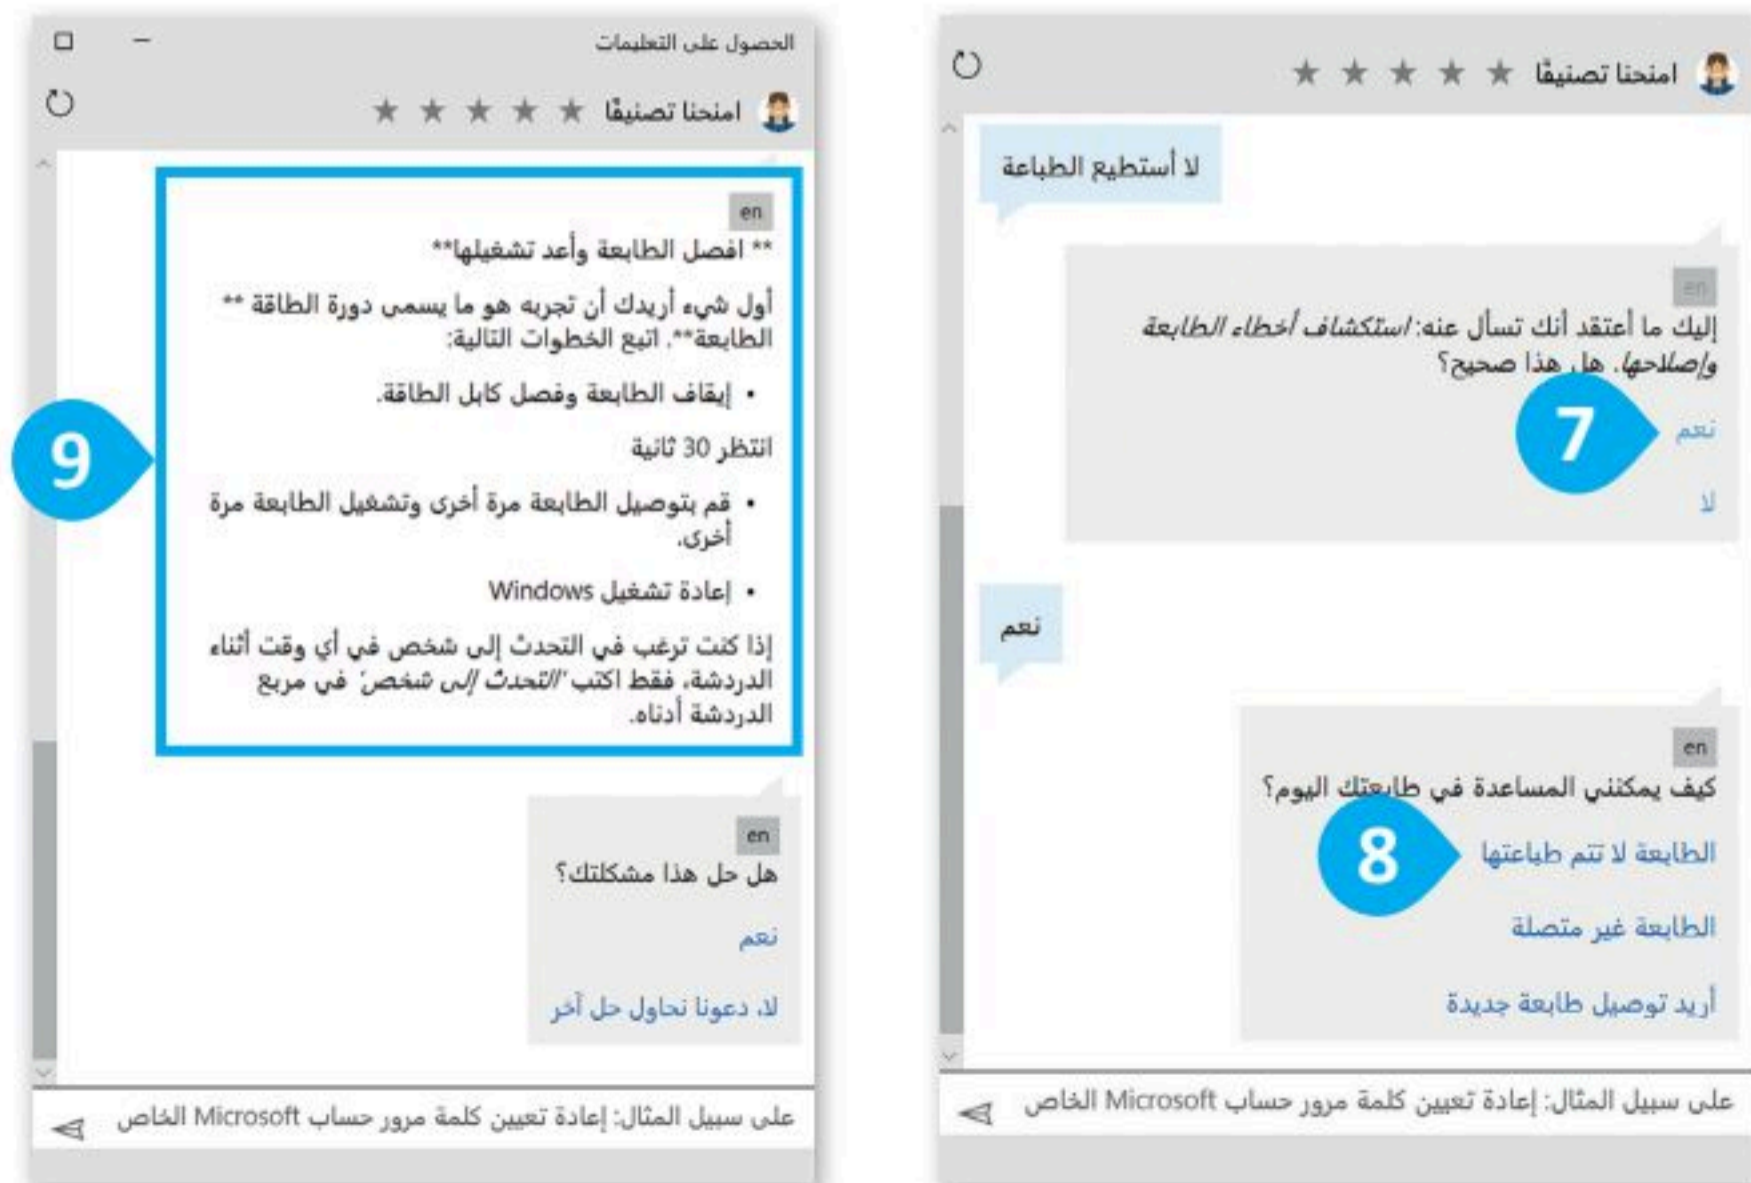 امنحنا تصنيفًا
لا أستطيع الطباعة
en
إليك ما أعتقد أنك تسأل عنه: استكشاف أخطاء الطابعة
وإصلاحها. هل هذا صحيح؟
7
نعم
لا
نعم
en
كيف يمكنني المساعدة في طابعتك اليوم؟
8
الطابعة لا تتم طباعتها
الطابعة غير متصلة
أريد توصيل طابعة جديدة
على سبيل المثال: إعادة تعيين كلمة مرور حساب Microsoft الخاص
الحصول على التعليمات
امنحنا تصنيفًا
9
en
** افصل الطابعة وأعد تشغيلها**
أول شيء أريدك أن تجربه هو ما يسمى دورة الطاقة **
الطابعة**. اتبع الخطوات التالية:
• إيقاف الطابعة وفصل كابل الطاقة.
انتظر 30 ثانية
• قم بتوصيل الطابعة مرة أخرى وتشغيل الطابعة مرة
أخرى.
• إعادة تشغيل Windows
إذا كنت ترغب في التحدث إلى شخص في أي وقت أثناء
الدردشة، فقط اكتب 'التحدث إلى شخص' في مربع
الدردشة أدناه.
en
هل حل هذا مشكلتك؟
نعم
لا، دعونا نحاول حل آخر
على سبيل المثال: إعادة تعيين كلمة مرور حساب Microsoft الخاص